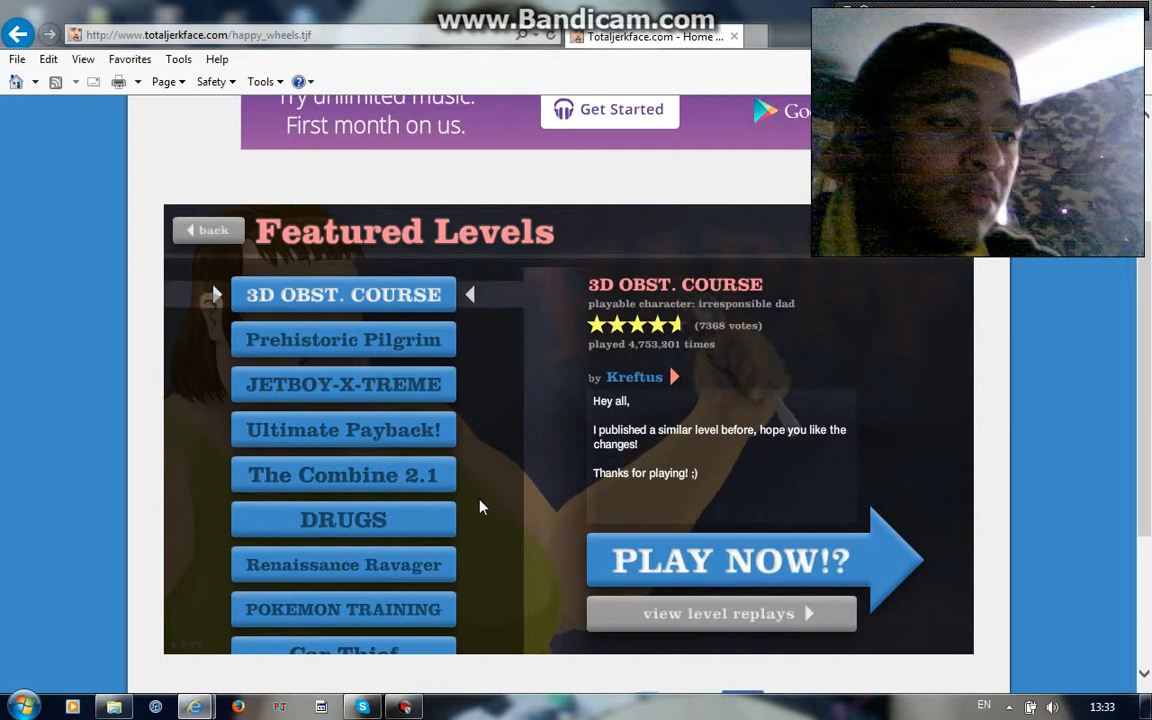 www.Bandicam.com
http://www.totaljerkface.com/happy_wheels.tjf
Totaljerkface.com - Home ...
File Edit View Favorites Tools Help
Page Safety Tools
Try unlimited music.
First month on us.
Get Started
back
Featured Levels
3D OBST. COURSE
Prehistoric Pilgrim
JETBOY-X-TREME
Ultimate Payback!
The Combine 2.1
DRUGS
Renaissance Ravager
POKEMON TRAINING
Car Thief
3D OBST. COURSE
playable character: irresponsible dad
(7368 votes)
played 4,753,201 times
by Kreftus
Hey all,
I published a similar level before, hope you like the
changes!
Thanks for playing! ;)
PLAY NOW!?
view level replays
EN
13:33